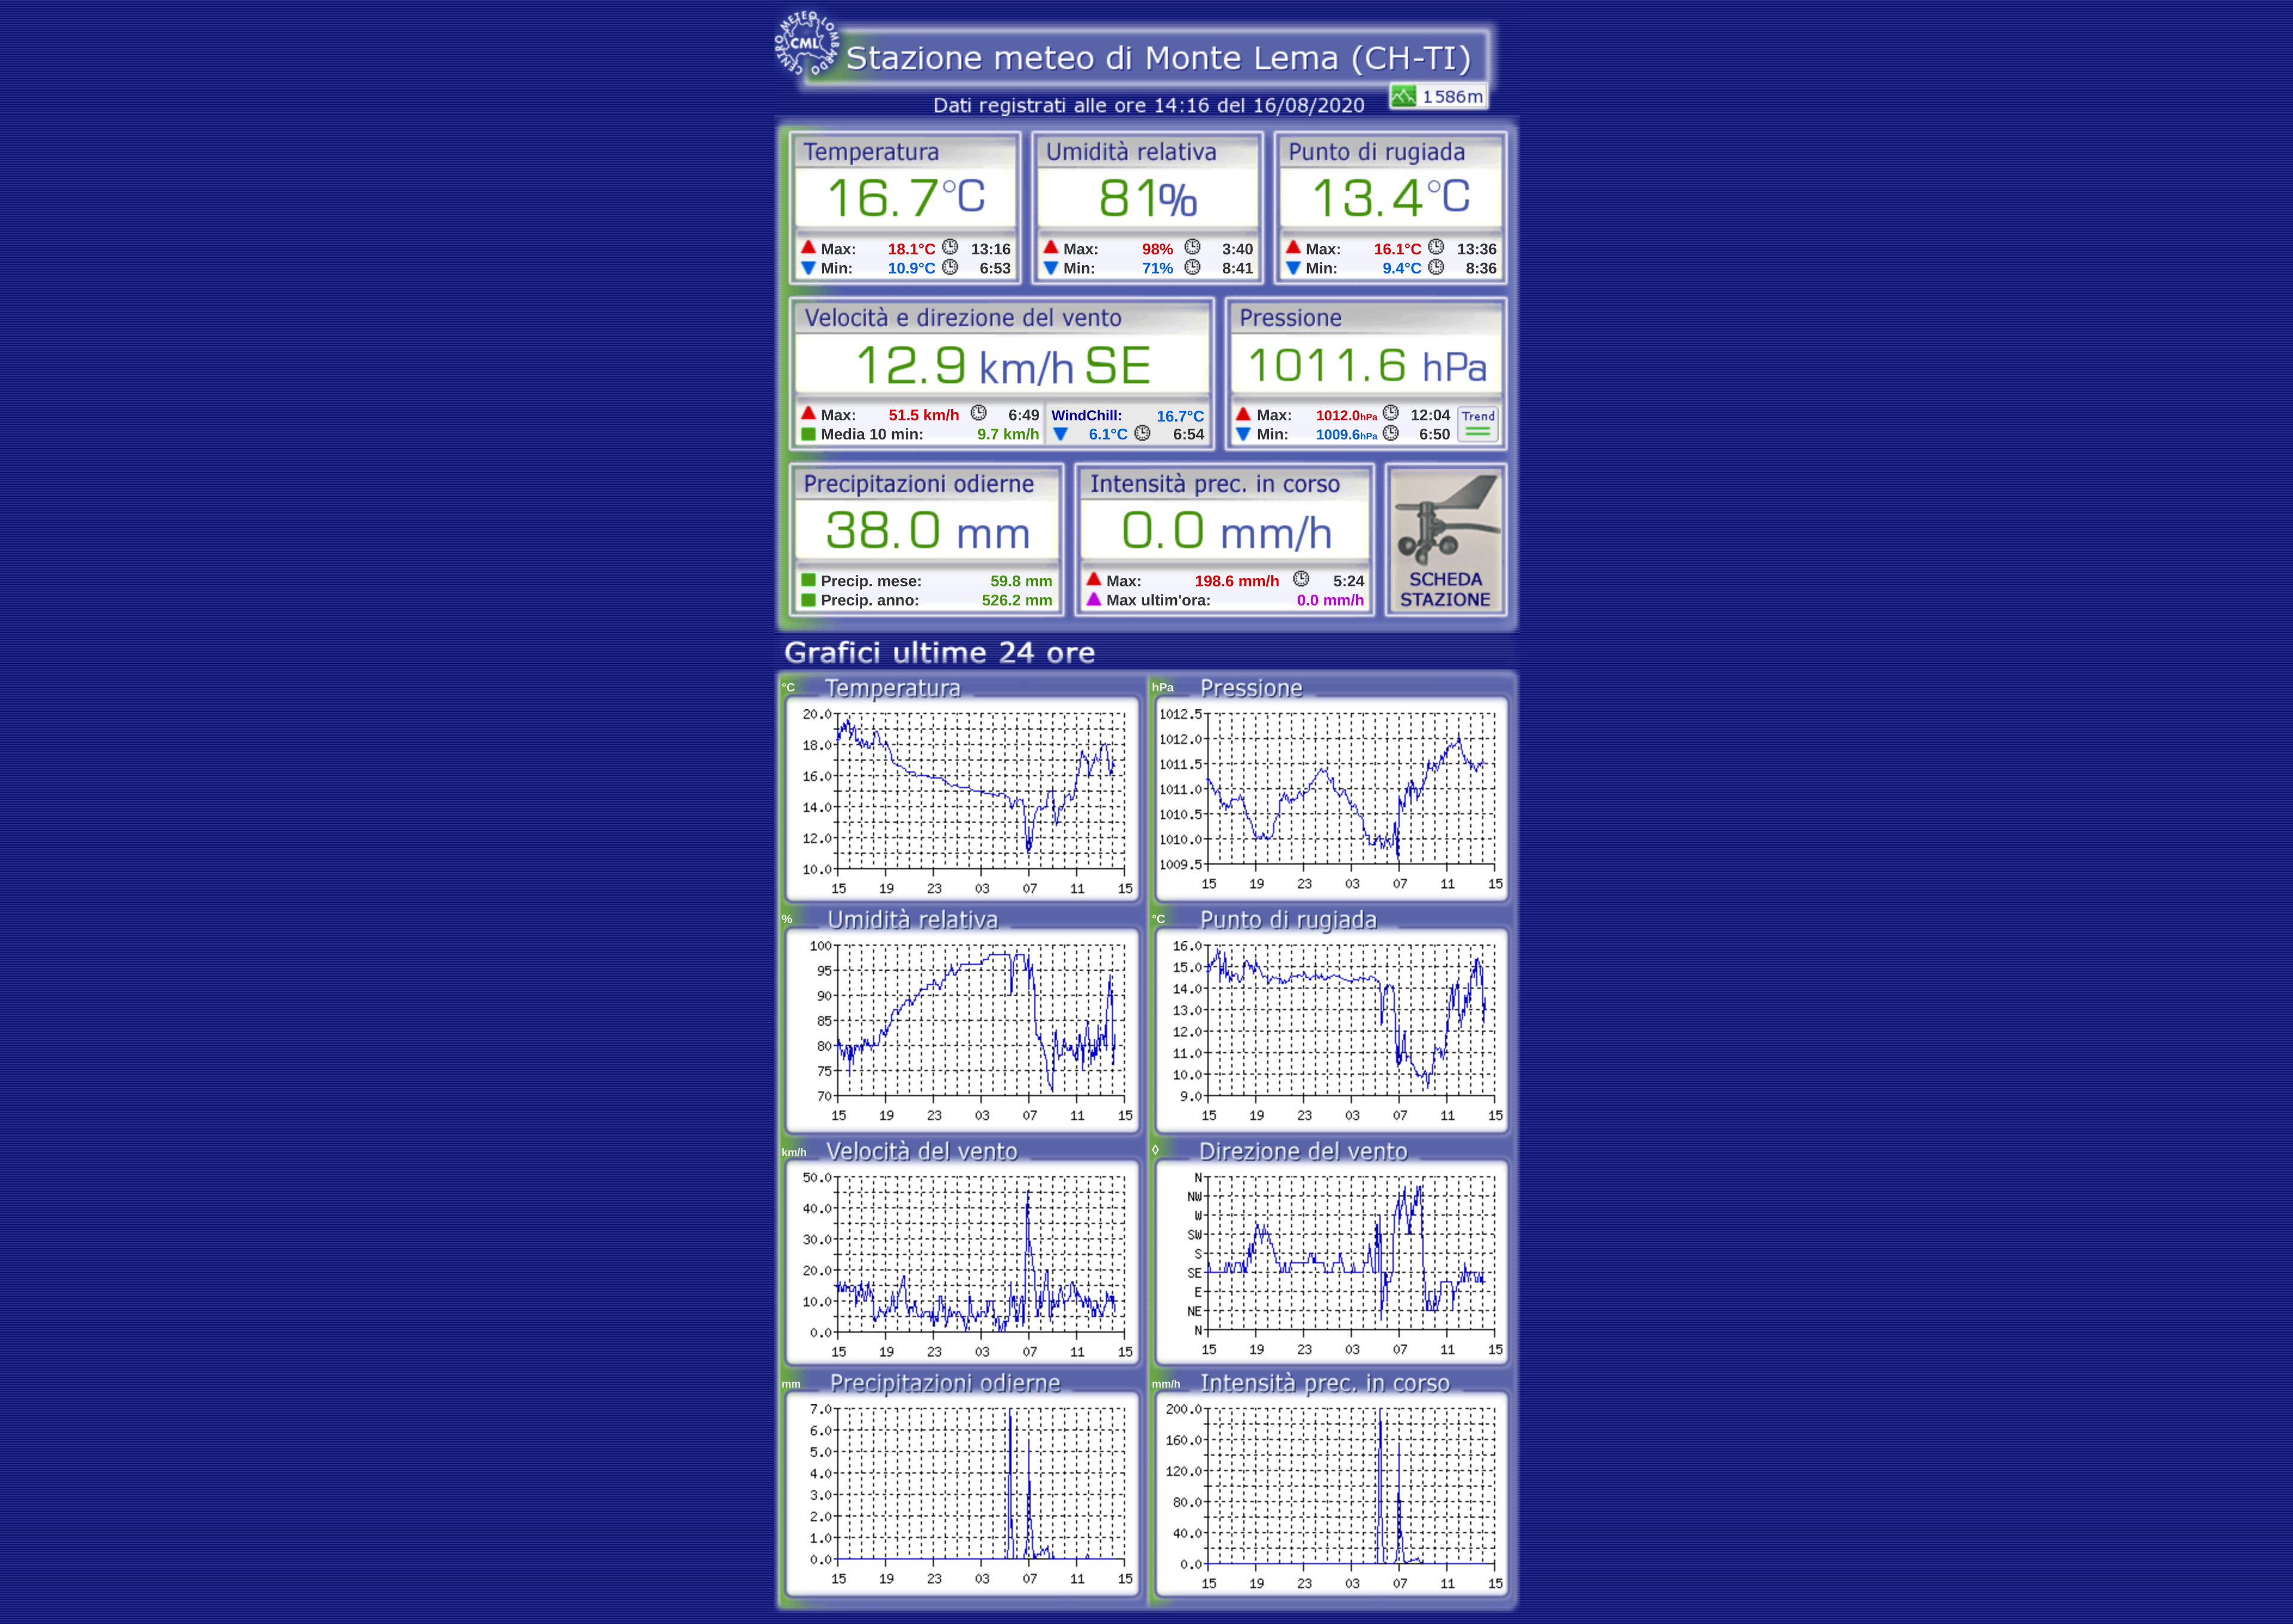 CENTRO METEO LOMBARDO
CML
Stazione meteo di Monte Lema (CH-TI)
Dati registrati alle ore 14:16 del 16/08/2020
1586m
Temperatura
16.7°C
Max: 18.1°C 13:16
Min: 10.9°C 6:53
Umidità relativa
81%
Max: 98% 3:40
Min: 71% 8:41
Punto di rugiada
13.4°C
Max: 16.1°C 13:36
Min: 9.4°C 8:36
Velocità e direzione del vento
12.9 km/h SE
Max: 51.5 km/h 6:49
Media 10 min: 9.7 km/h
WindChill: 16.7°C
6.1°C 6:54
Pressione
1011.6 hPa
Max: 1012.0hPa 12:04
Min: 1009.6hPa 6:50
Trend
Precipitazioni odierne
38.0 mm
Precip. mese: 59.8 mm
Precip. anno: 526.2 mm
Intensità prec. in corso
0.0 mm/h
Max: 198.6 mm/h 5:24
Max ultim'ora: 0.0 mm/h
SCHEDA
STAZIONE
Grafici ultime 24 ore
°C Temperatura
20.0
18.0
16.0
14.0
12.0
10.0
15 19 23 03 07 11 15
hPa Pressione
1012.5
1012.0
1011.5
1011.0
1010.5
1010.0
1009.5
15 19 23 03 07 11 15
% Umidità relativa
100
95
90
85
80
75
70
15 19 23 03 07 11 15
°C Punto di rugiada
16.0
15.0
14.0
13.0
12.0
11.0
10.0
9.0
15 19 23 03 07 11 15
km/h Velocità del vento
50.0
40.0
30.0
20.0
10.0
0.0
15 19 23 03 07 11 15
◊ Direzione del vento
N
NW
W
SW
S
SE
E
NE
N
15 19 23 03 07 11 15
mm Precipitazioni odierne
7.0
6.0
5.0
4.0
3.0
2.0
1.0
0.0
15 19 23 03 07 11 15
mm/h Intensità prec. in corso
200.0
160.0
120.0
80.0
40.0
0.0
15 19 23 03 07 11 15